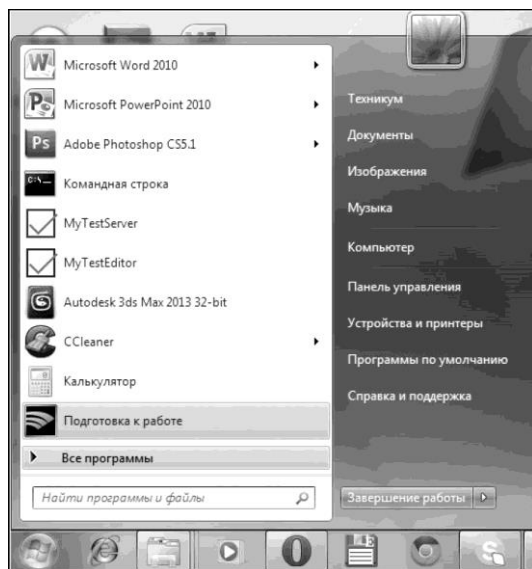 Microsoft Word 2010
Microsoft PowerPoint 2010
Ps Adobe Photoshop CS5.1
C:\_ Командная строка
MyTestServer
MyTestEditor
Autodesk 3ds Max 2013 32-bit
CCleaner
Калькулятор
Подготовка к работе
Все программы
Найти программы и файлы
Техникум
Документы
Изображения
Музыка
Компьютер
Панель управления
Устройства и принтеры
Программы по умолчанию
Справка и поддержка
Завершение работы